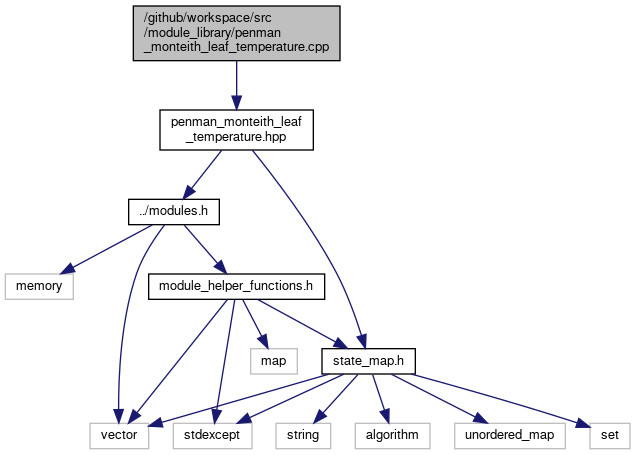 /github/workspace/src
/module_library/penman
_monteith_leaf_temperature.cpp
penman_monteith_leaf
_temperature.hpp
../modules.h
memory
module_helper_functions.h
map
state_map.h
vector
stdexcept
string
algorithm
unordered_map
set